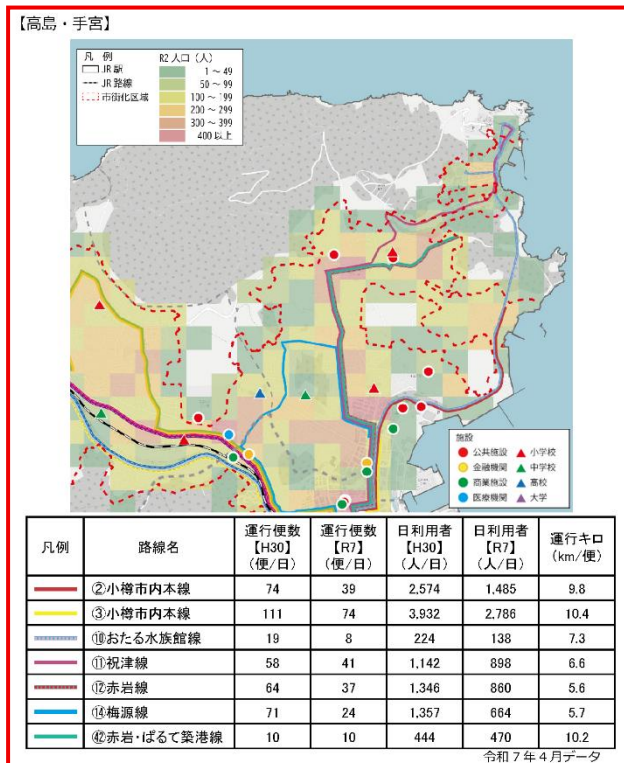 【高島・手宮】
凡 例
JR 駅
JR 路線
市街化区域
R2 人口（人）
1 ～ 49
50 ～ 99
100 ～ 199
200 ～ 299
300 ～ 399
400 以上
施設
公共施設 小学校
金融機関 中学校
商業施設 高校
医療機関 大学
凡例 路線名 運行便数【H30】（便/日） 運行便数【R7】（便/日） 日利用者【H30】（人/日） 日利用者【R7】（人/日） 運行キロ（km/便）
②小樽市内本線 74 39 2,574 1,485 9.8
③小樽市内本線 111 74 3,932 2,786 10.4
⑩おたる水族館線 19 8 224 138 7.3
⑪祝津線 58 41 1,142 898 6.6
⑫赤岩線 64 37 1,346 860 5.6
⑭梅源線 71 24 1,357 664 5.7
㊷赤岩・ぱるて築港線 10 10 444 470 10.2
令和７年４月データ